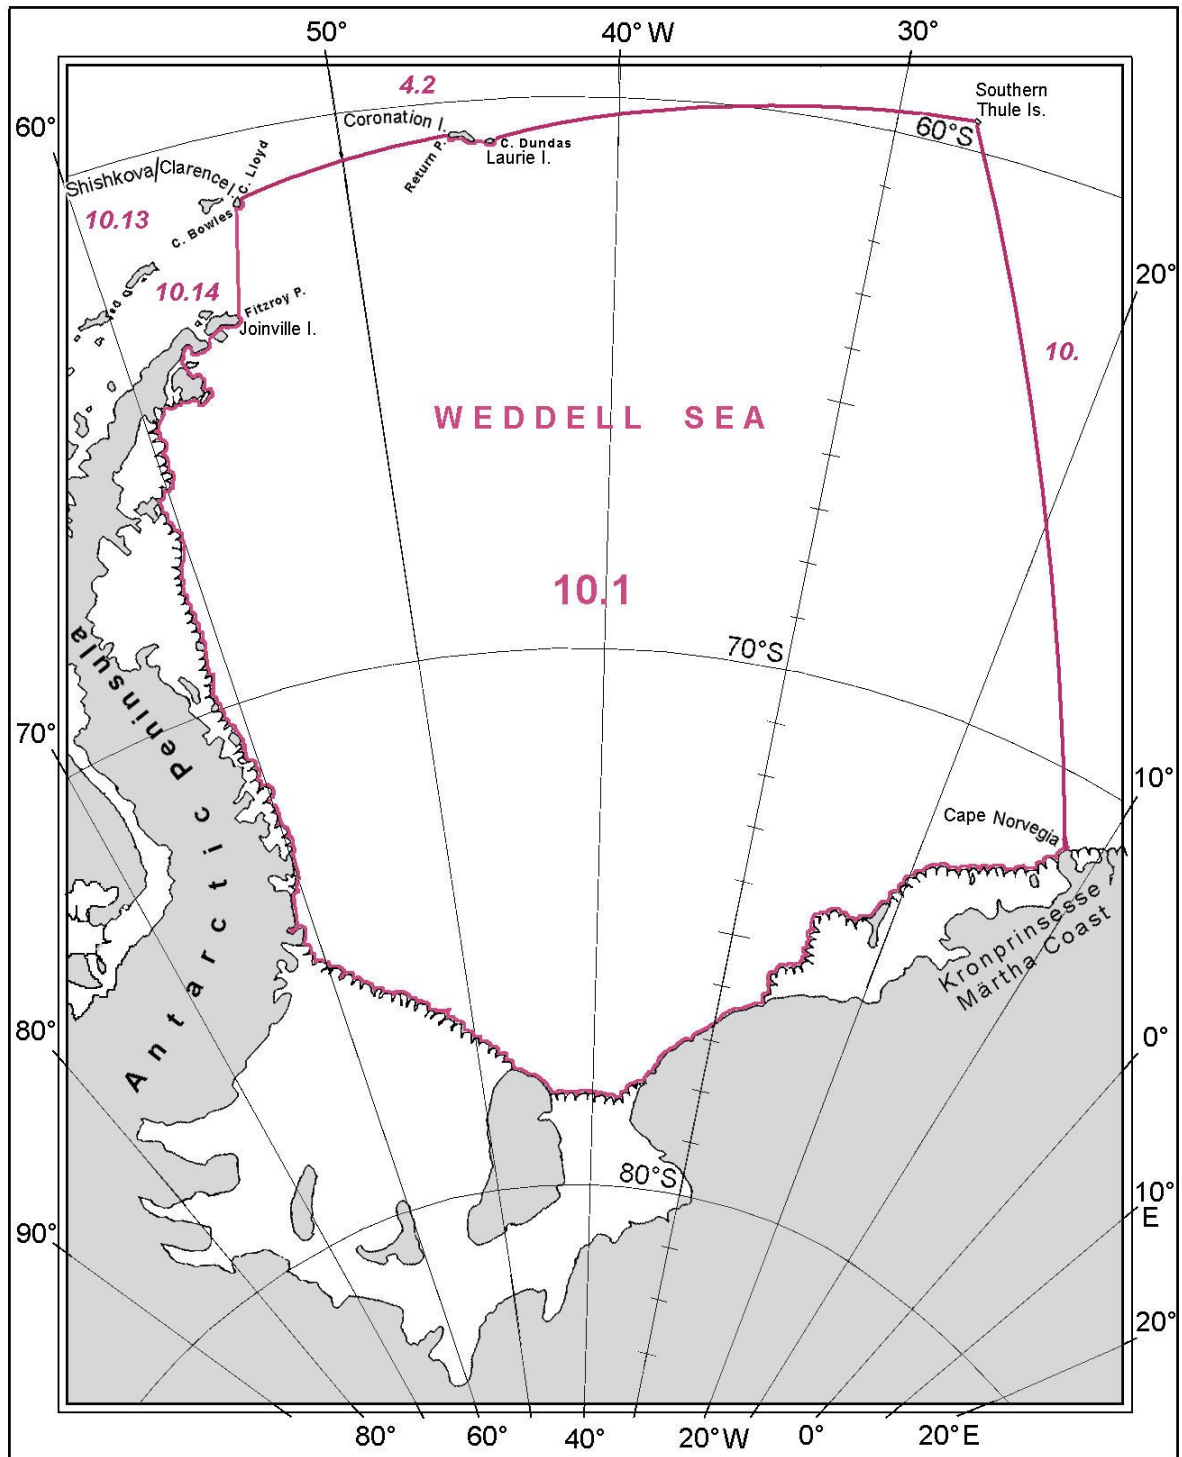 50°
40° W
30°
4.2
Southern
Thule Is.
60°
Coronation I.
60°S
C. Dundas
Laurie I.
Return P.
C. Lloyd
Shishkova/Clarence I.
10.13
C. Bowles
20°
10.14
Fitzroy P.
Joinville I.
10.
WEDDELL SEA
10.1
70°S
Antarctic Peninsula
70°
10°
Cape Norvegia
Kronprinsesse
Märtha Coast
80°
0°
80°S
10°
E
90°
20°
80°
60°
40°
20°W
0°
20°E